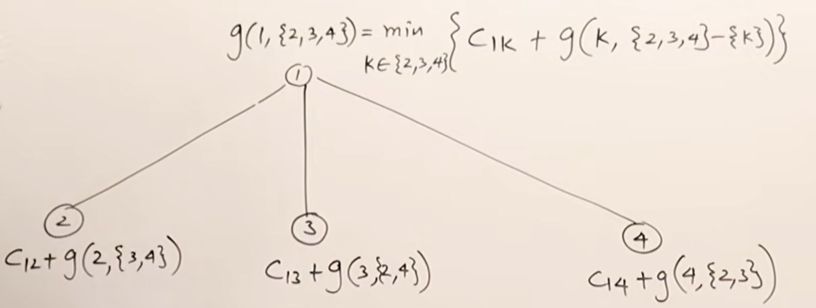 g(1, {2,3,4}) = min { C1K + g(K, {2,3,4}-{K})}
K∈{2,3,4}
1
2
3
4
C12 + g(2, {3,4})
C13 + g(3,{2,4})
C14 + g(4, {2,3})